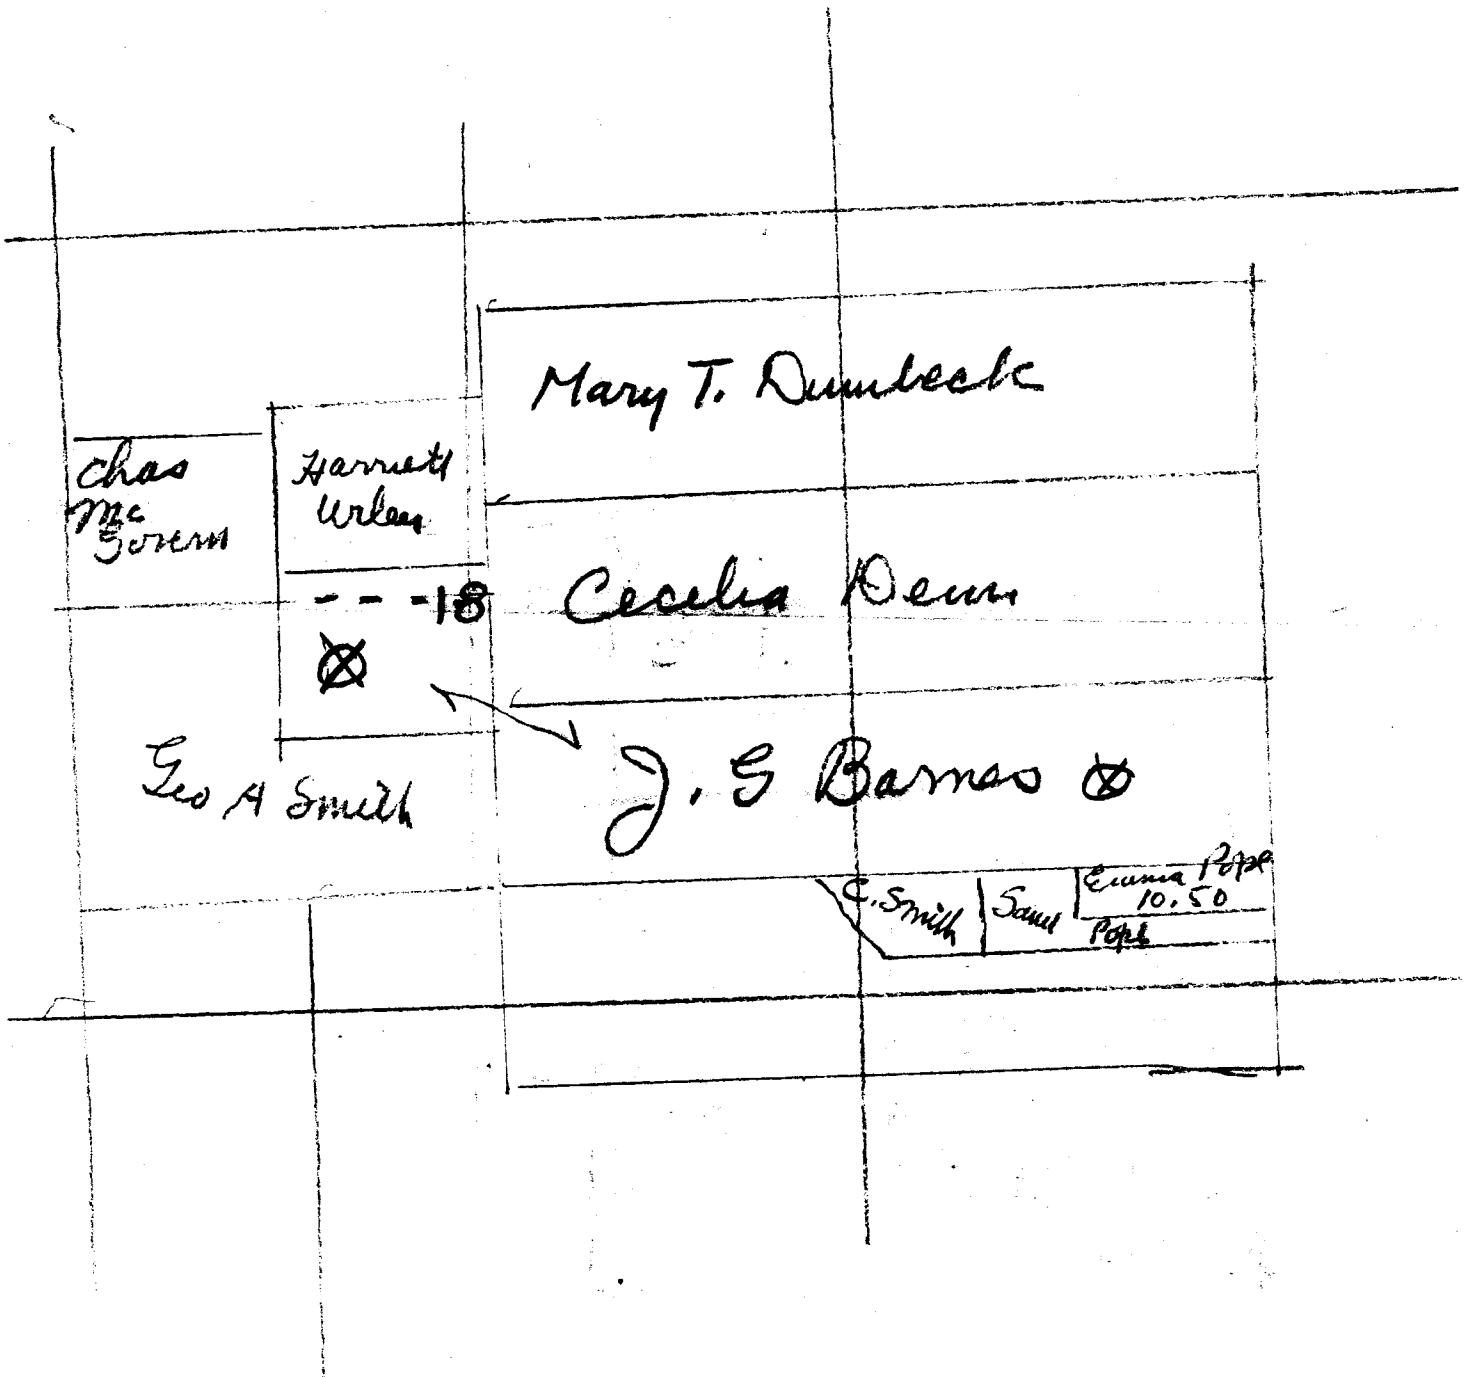 Mary T. Dumbeck
Chas
Mc
Govern
Harriett
Urley
- - - 18
Cecelia Denn
J. G Barnes
Geo A Smith
C. Smith
Saml
Emma Pope
10.50
Pope